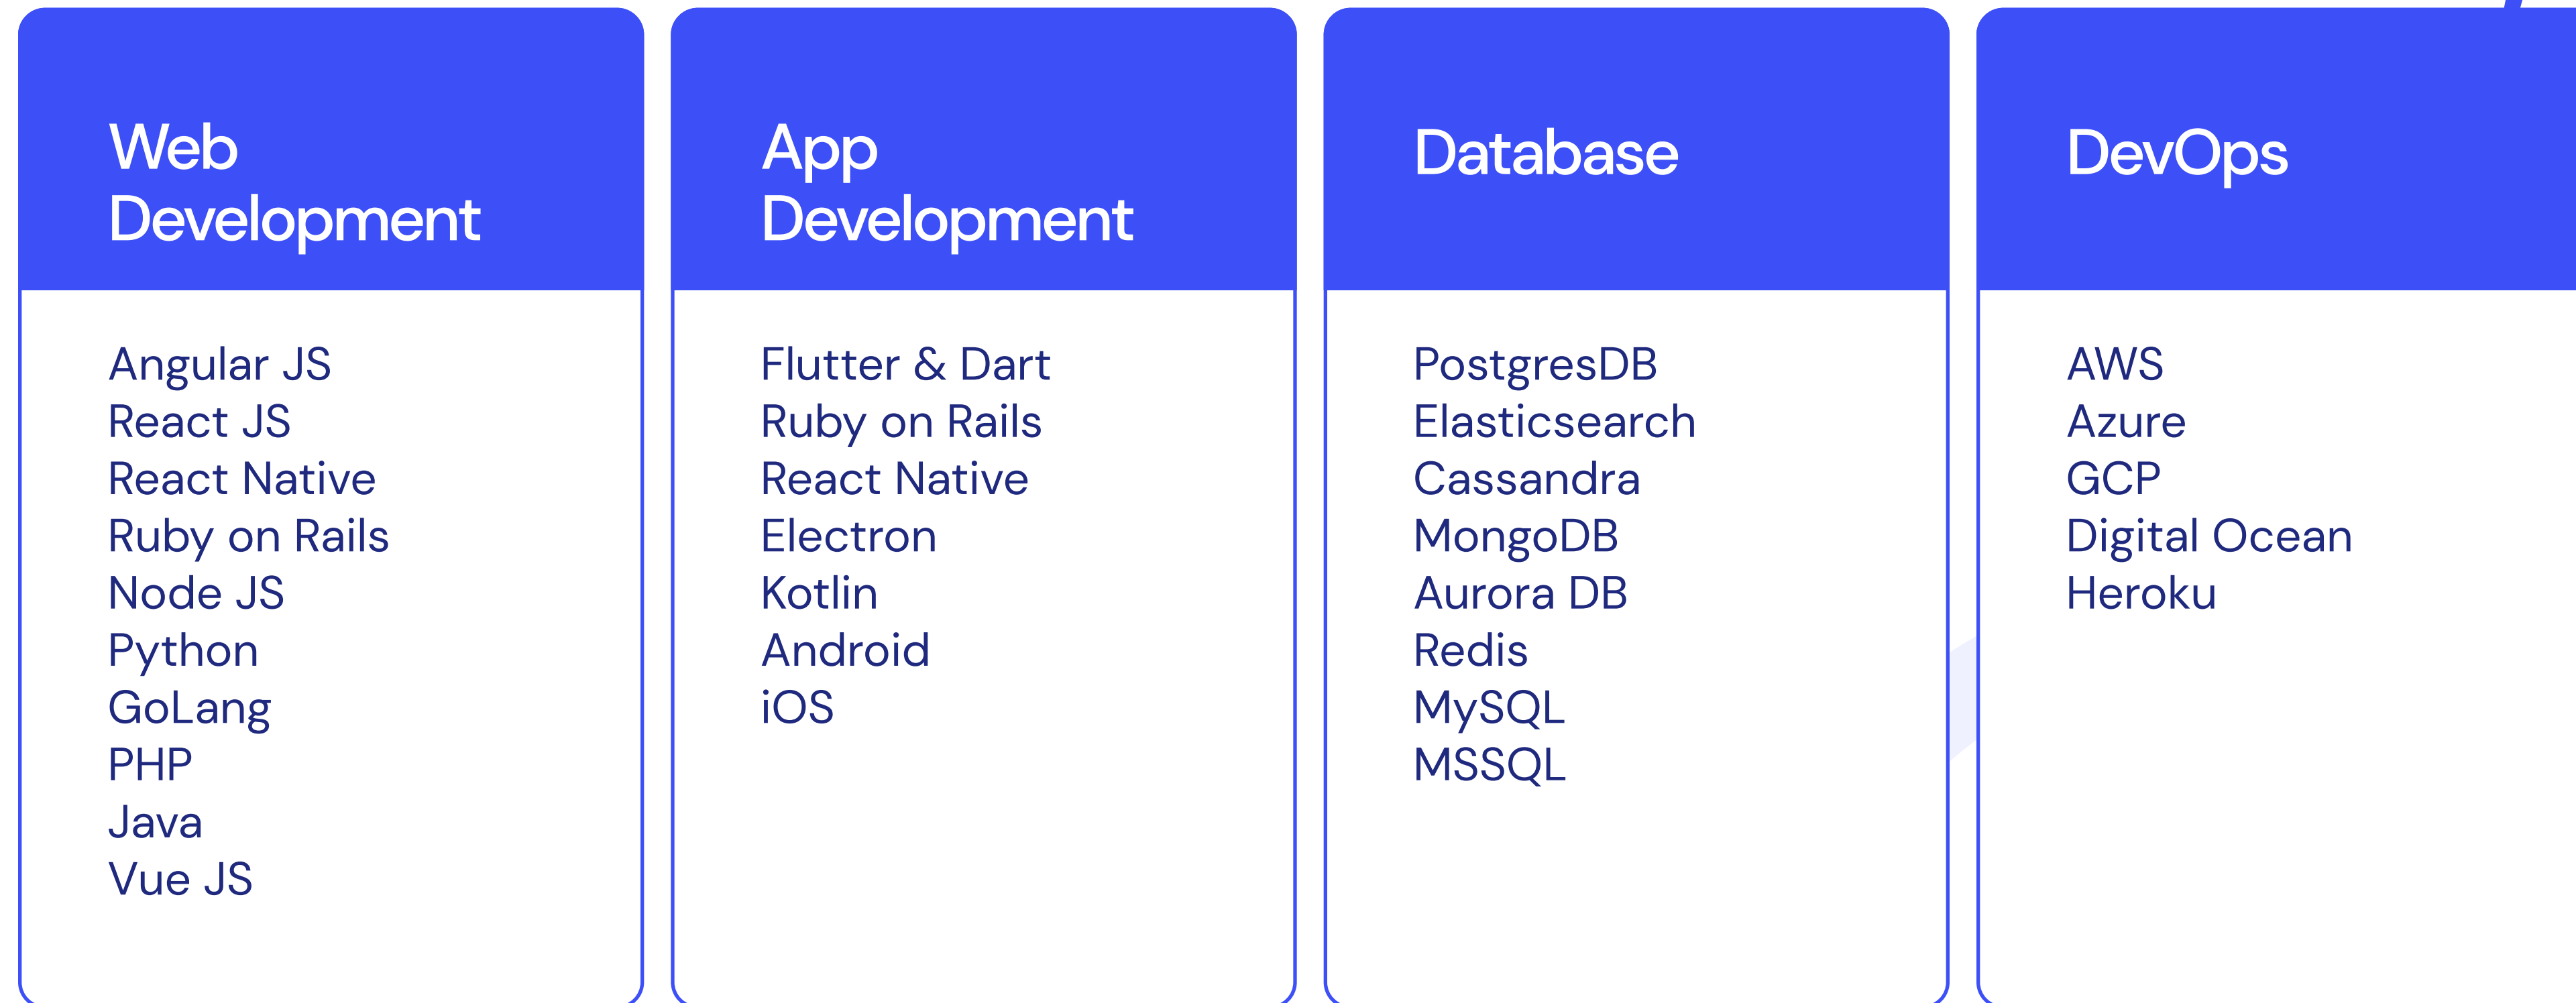 Web
Development
Angular JS
React JS
React Native
Ruby on Rails
Node JS
Python
GoLang
PHP
Java
Vue JS
App
Development
Flutter & Dart
Ruby on Rails
React Native
Electron
Kotlin
Android
iOS
Database
PostgresDB
Elasticsearch
Cassandra
MongoDB
Aurora DB
Redis
MySQL
MSSQL
DevOps
AWS
Azure
GCP
Digital Ocean
Heroku